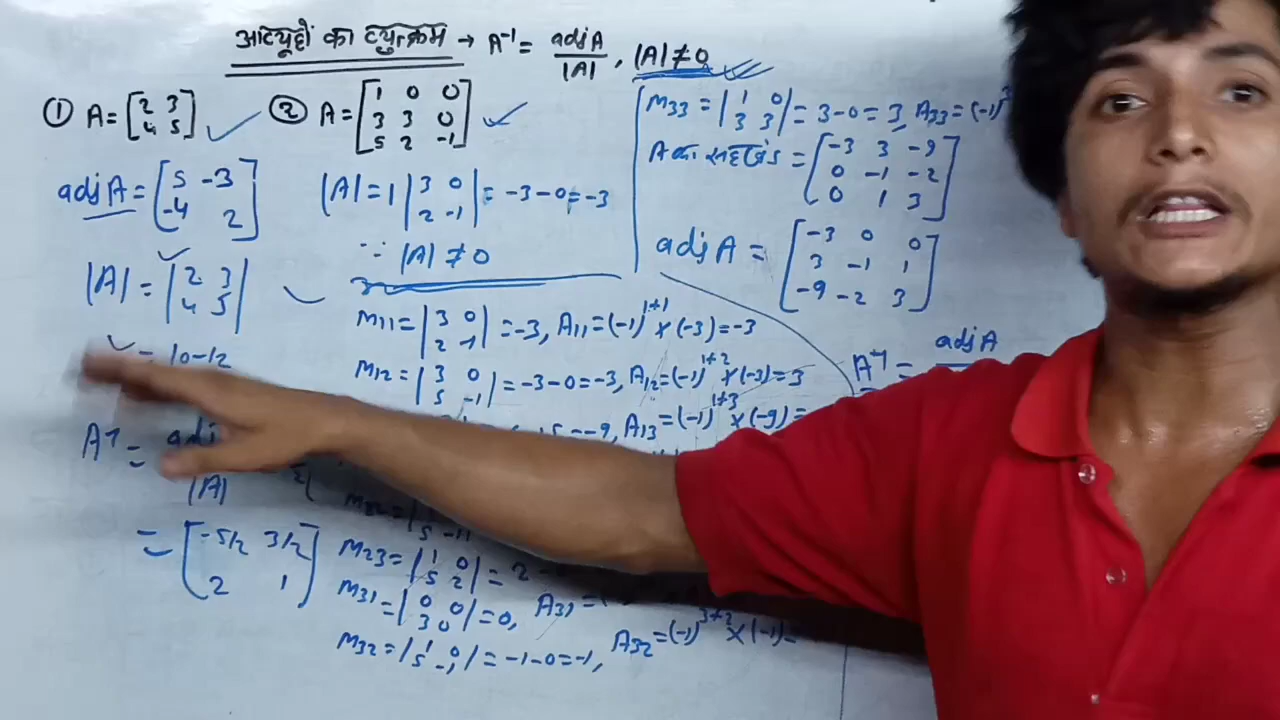 आव्यूहों का व्युत्क्रम → A⁻¹ = adj A / |A| , |A| ≠ 0
① A = [2 3; 4 5]
② A = [1 0 0; 3 3 0; 5 2 -1]
adj A = [5 -3; -4 2]
|A| = |2 3; 4 5|
= 10-12
A⁻¹ =
|A|
= [-5/2 3/2; 2 1]
|A| = 1 |3 0; 2 -1| = -3-0 = -3
∵ |A| ≠ 0
M11 = |3 0; 2 -1| = -3, A11 = (-1)¹⁺¹ × (-3) = -3
M12 = |3 0; 5 -1| = -3-0 = -3, A12 = (-1)¹⁺² × (-3) = 3
= -9, A13 = (-1)¹⁺³ × (-9) =
M23 = |1 0; 5 2| = 2
M31 = |0 0; 3 0| = 0, A31 =
M32 = |1 0; 5 -1| = -1-0 = -1, A32 = (-1)³⁺² × (-1) =
M33 = |1 0; 3 3| = 3-0 = 3, A33 = (-1)
A का सहखंड = [-3 3 -9; 0 -1 -2; 0 1 3]
adj A = [-3 0 0; 3 -1 1; -9 -2 3]
A⁻¹ = adj A